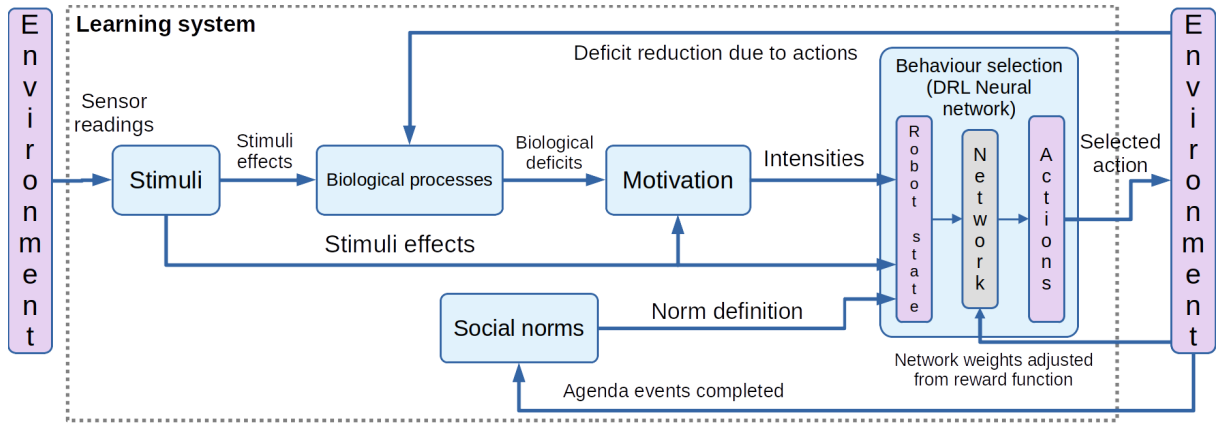 Environment
Learning system
Deficit reduction due to actions
Environment
Behaviour selection
(DRL Neural
network)
Sensor
readings
Stimuli
effects
Biological
deficits
Intensities
Robot state
Network
Actions
Selected
action
Stimuli
Biological processes
Motivation
Stimuli effects
Social norms
Norm definition
Network weights adjusted
from reward function
Agenda events completed